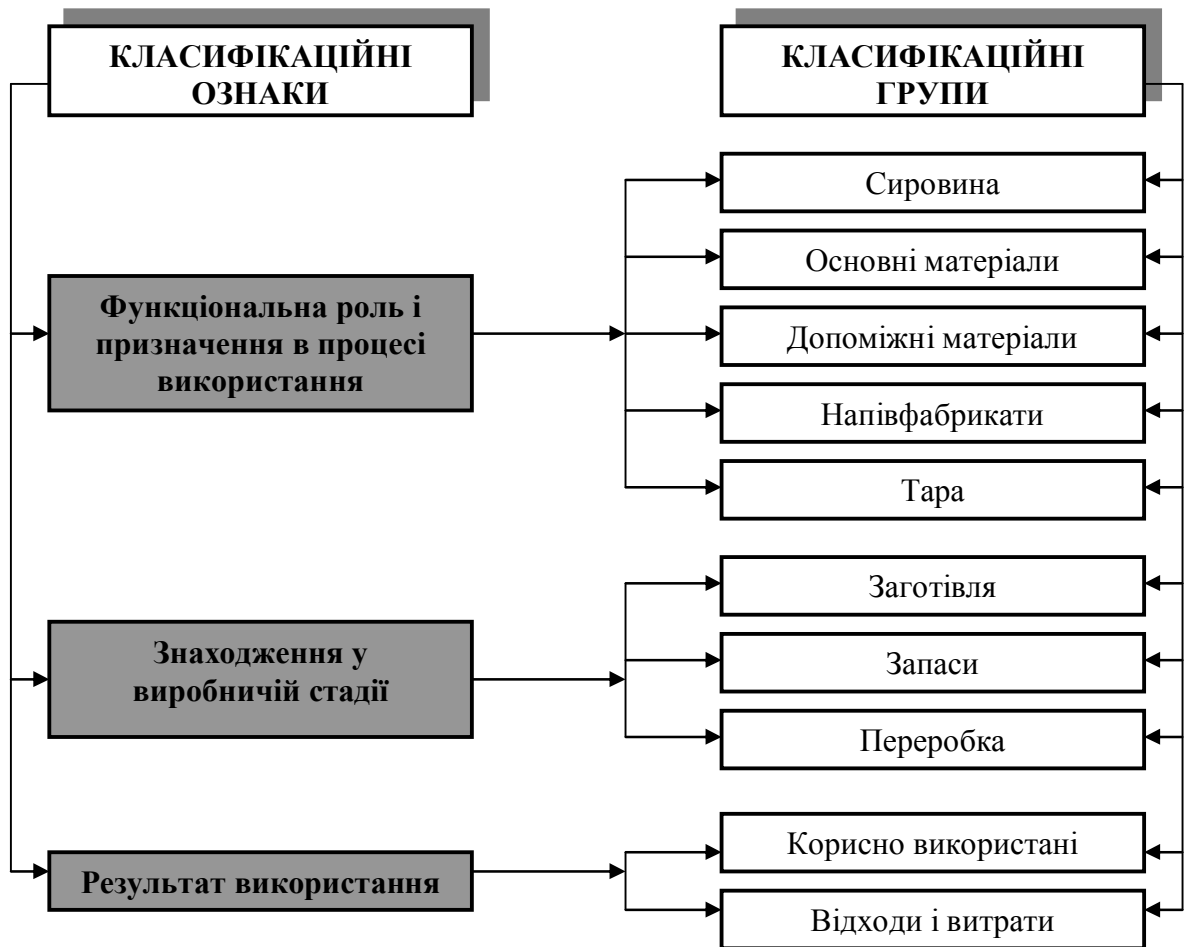 КЛАСИФІКАЦІЙНІ
ОЗНАКИ
КЛАСИФІКАЦІЙНІ
ГРУПИ
Функціональна роль і
призначення в процесі
використання
Сировина
Основні матеріали
Допоміжні матеріали
Напівфабрикати
Тара
Знаходження у
виробничій стадії
Заготівля
Запаси
Переробка
Результат використання
Корисно використані
Відходи і витрати